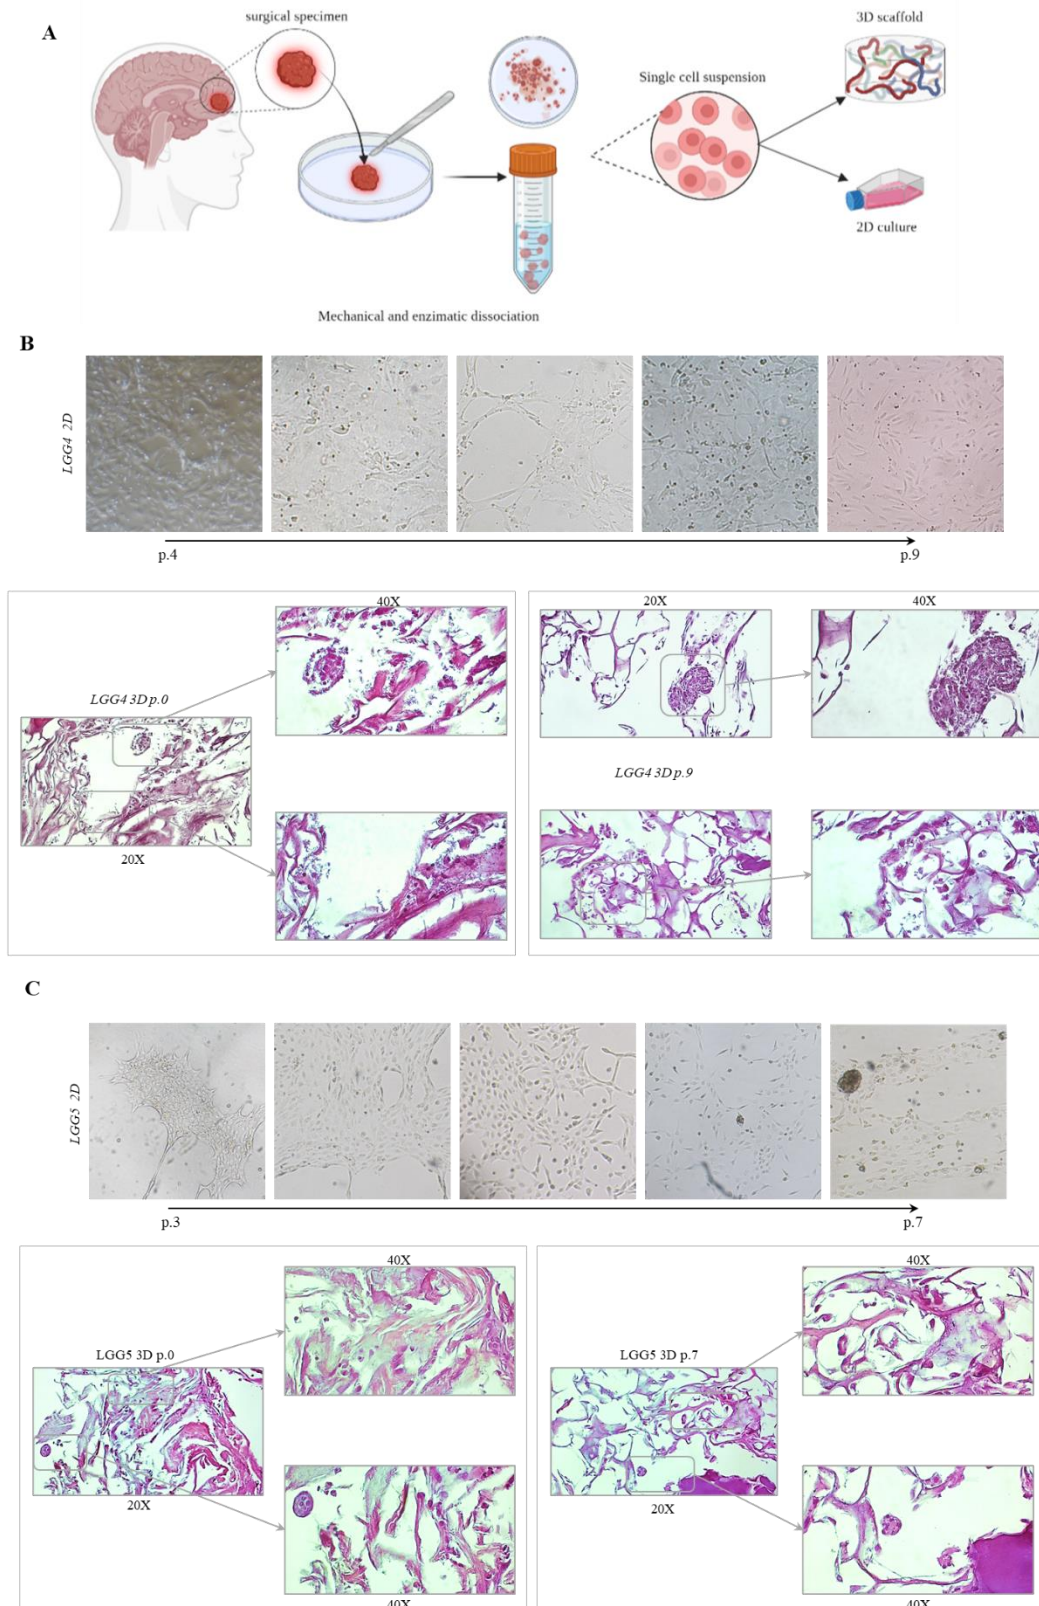 A
surgical specimen
3D scaffold
Single cell suspension
2D culture
Mechanical and enzimatic dissociation
B
LGG4 2D
p.4
p.9
40X
LGG4 3D p.0
20X
20X
40X
LGG4 3D p.9
C
LGG5 2D
p.3
p.7
40X
LGG5 3D p.0
20X
40X
40X
LGG5 3D p.7
20X
40X